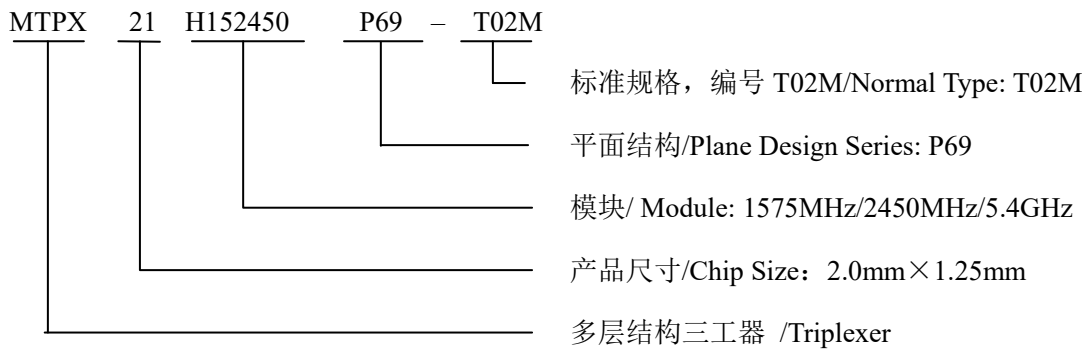 MTPX 21 H152450 P69 – T02M
标准规格，编号 T02M/Normal Type: T02M
平面结构/Plane Design Series: P69
模块/ Module: 1575MHz/2450MHz/5.4GHz
产品尺寸/Chip Size：2.0mm×1.25mm
多层结构三工器 /Triplexer